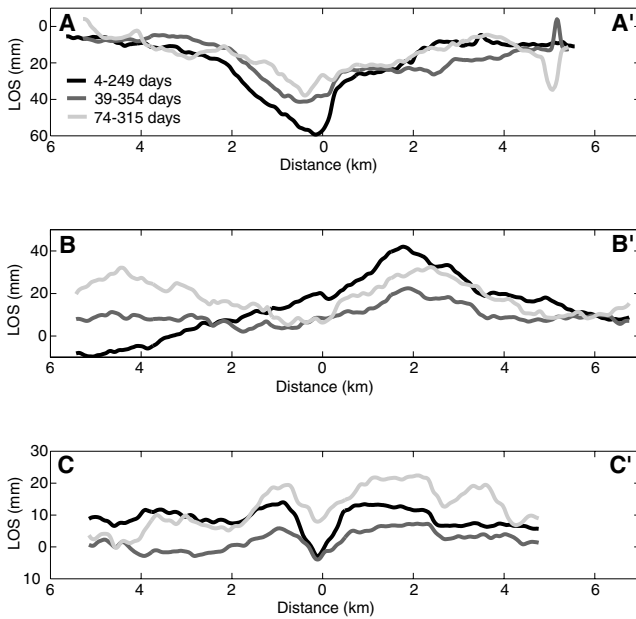 A A'
0
20
40
60
LOS (mm)
4-249 days
39-354 days
74-315 days
6 4 2 0 2 4 6
Distance (km)
B B'
40
20
0
LOS (mm)
6 4 2 0 2 4 6
Distance (km)
C C'
30
20
10
0
10
LOS (mm)
6 4 2 0 2 4 6
Distance (km)